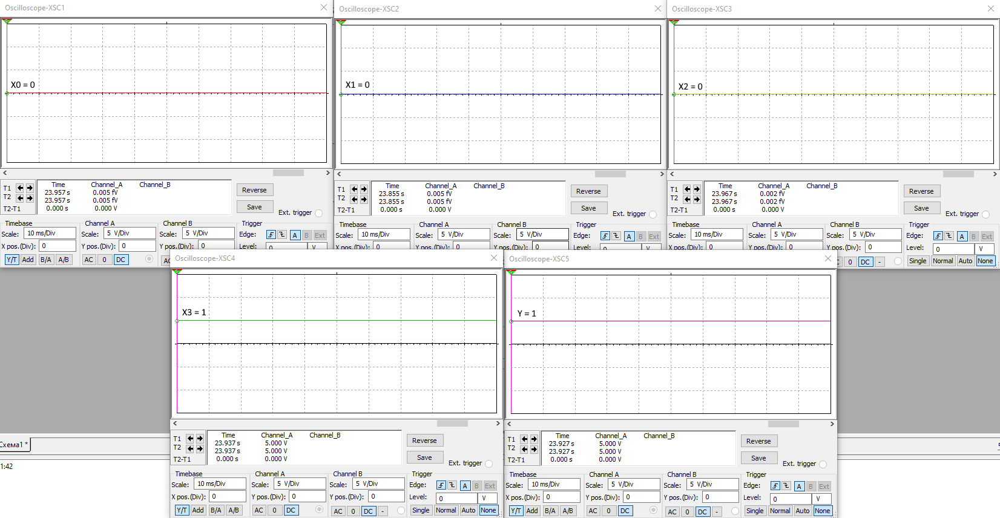 Oscilloscope-XSC1
X0 = 0
Time Channel_A Channel_B
T1 23.957 s 0.005 fV
T2 23.957 s 0.005 fV
T2-T1 0.000 s 0.000 V
Reverse
Save
Ext. trigger
Timebase Channel A Channel B Trigger
Scale: 10 ms/Div Scale: 5 V/Div Scale: 5 V/Div Edge: A B Ext
X pos.(Div): 0 Y pos.(Div): 0 Y pos.(Div): 0 Level: 0 V
Y/T Add B/A A/B AC 0 DC AC
Oscilloscope-XSC2
X1 = 0
Time Channel_A Channel_B
T1 23.855 s 0.005 fV
T2 23.855 s 0.005 fV
T2-T1 0.000 s 0.000 V
Reverse
Save
Ext. trigger
Timebase Channel A Channel B Trigger
Scale: 10 ms/Div Scale: 5 V/Div Scale: 5 V/Div Edge: A B Ext
X pos.(Div): 0 Y pos.(Div): 0 Y pos.(Div): 0 Level: 0 V
Oscilloscope-XSC3
X2 = 0
Time Channel_A Channel_B
T1 23.967 s 0.002 fV
T2 23.967 s 0.002 fV
T2-T1 0.000 s 0.000 V
Reverse
Save
Ext. trigger
Timebase Channel A Channel B Trigger
Scale: 10 ms/Div Scale: 5 V/Div Scale: 5 V/Div Edge: A B Ext
X pos.(Div): 0 Y pos.(Div): 0 Y pos.(Div): 0 Level: 0 V
0 DC - Single Normal Auto None
Oscilloscope-XSC4
X3 = 1
Time Channel_A Channel_B
T1 23.937 s 5.000 V
T2 23.937 s 5.000 V
T2-T1 0.000 s 0.000 V
Reverse
Save
Ext. trigger
Timebase Channel A Channel B Trigger
Scale: 10 ms/Div Scale: 5 V/Div Scale: 5 V/Div Edge: A B Ext
X pos.(Div): 0 Y pos.(Div): 0 Y pos.(Div): 0 Level: 0 V
Y/T Add B/A A/B AC 0 DC AC 0 DC - Single Normal Auto None
Oscilloscope-XSC5
Y = 1
Time Channel_A Channel_B
T1 23.927 s 5.000 V
T2 23.927 s 5.000 V
T2-T1 0.000 s 0.000 V
Reverse
Save
Ext. trigger
Timebase Channel A Channel B Trigger
Scale: 10 ms/Div Scale: 5 V/Div Scale: 5 V/Div Edge: A B Ext
X pos.(Div): 0 Y pos.(Div): 0 Y pos.(Div): 0 Level: 0 V
Y/T Add B/A A/B AC 0 DC AC 0 DC - Single Normal Auto None
Схема1 *
1:42